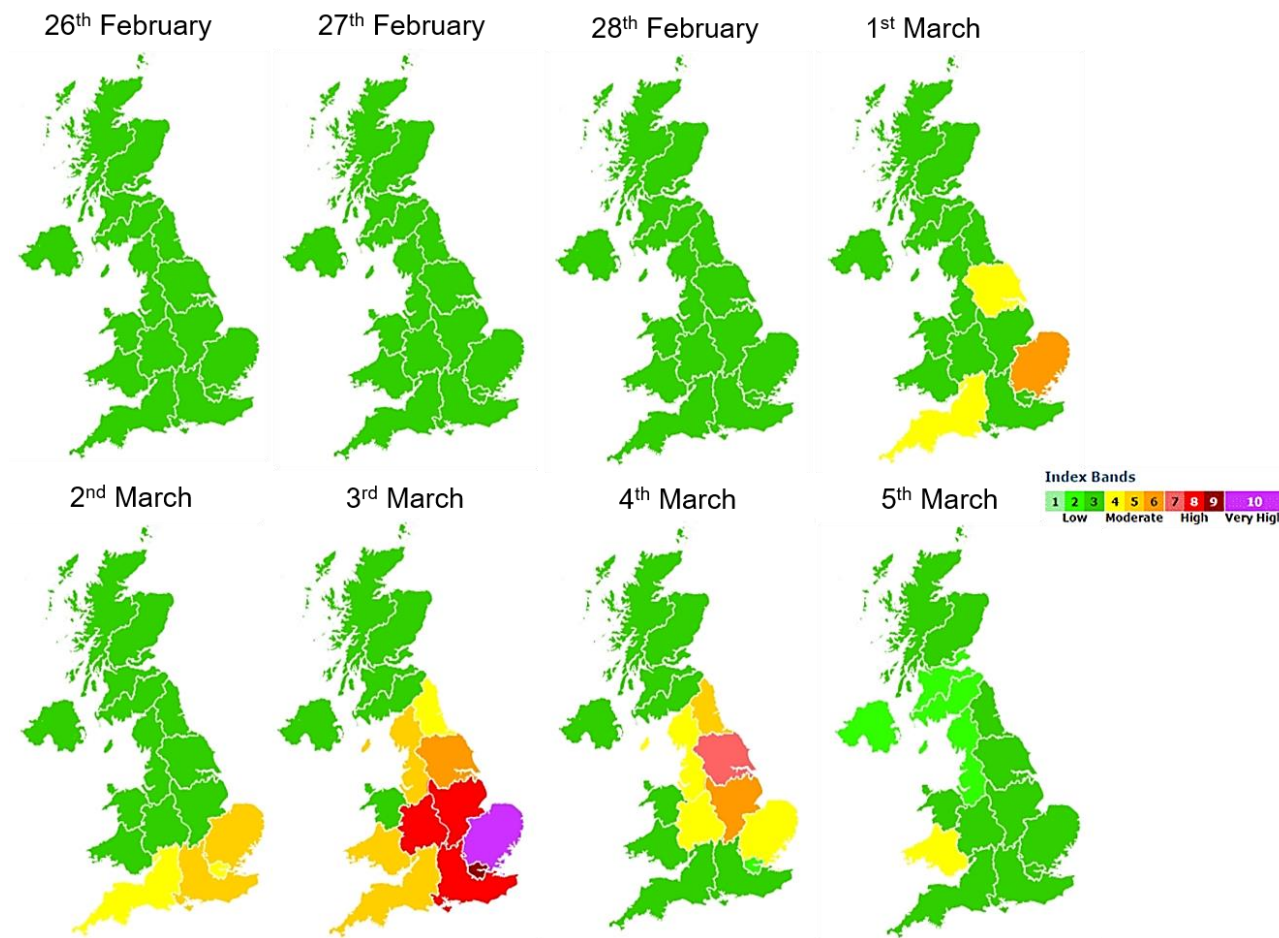 26th February
27th February
28th February
1st March
Index Bands
1 2 3 4 5 6 7 8 9 10
Low Moderate High Very High
2nd March
3rd March
4th March
5th March